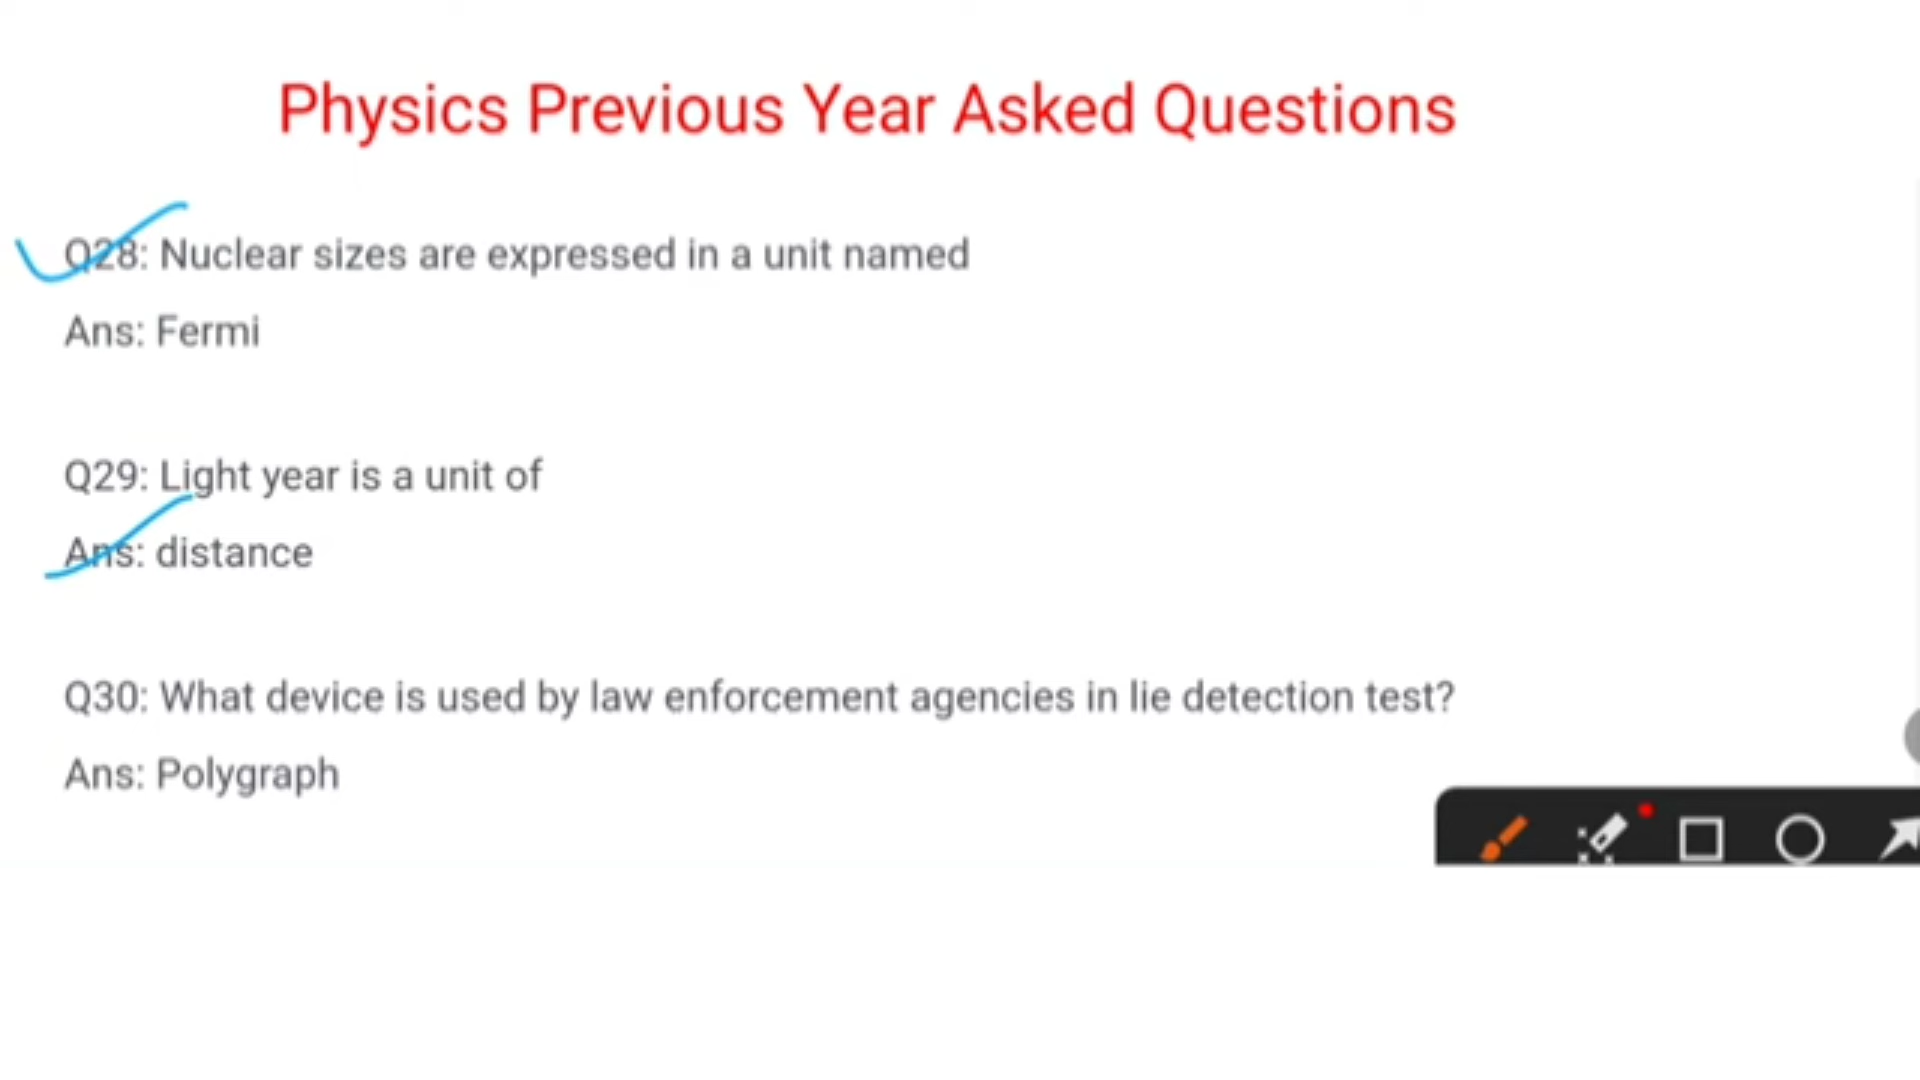 Physics Previous Year Asked Questions
Q28: Nuclear sizes are expressed in a unit named
Ans: Fermi
Q29: Light year is a unit of
Ans: distance
Q30: What device is used by law enforcement agencies in lie detection test?
Ans: Polygraph